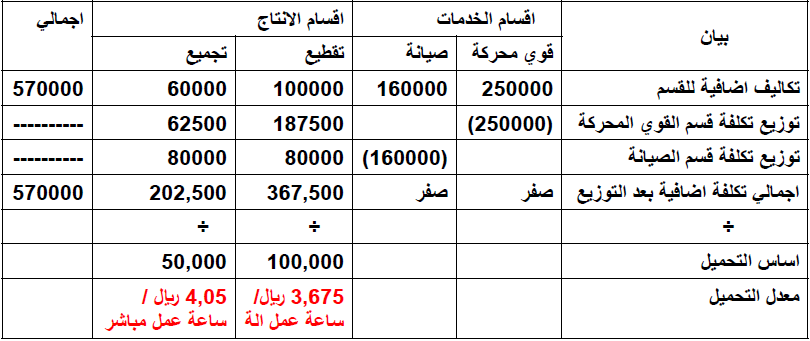 بيان اقسام الخدمات اقسام الانتاج اجمالي
قوي محركة صيانة تقطيع تجميع
تكاليف اضافية للقسم 250000 160000 100000 60000 570000
توزيع تكلفة قسم القوي المحركة (250000) 187500 62500 ----------
توزيع تكلفة قسم الصيانة (160000) 80000 80000 ----------
اجمالي تكلفة اضافية بعد التوزيع صفر صفر 367,500 202,500 570000
÷ ÷ ÷
اساس التحميل 100,000 50,000
معدل التحميل 3,675 ريال/ 4,05 ريال /
ساعة عمل الة ساعة عمل مباشر